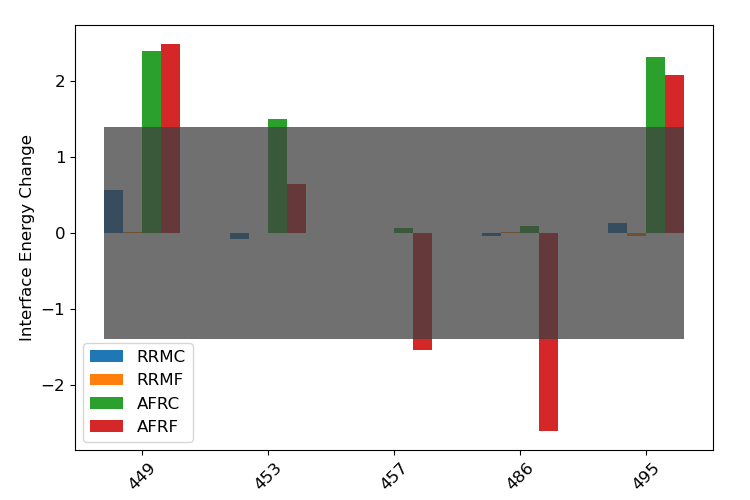 Interface Energy Change
2
1
0
−1
−2
RRMC
RRMF
AFRC
AFRF
449
453
457
486
495